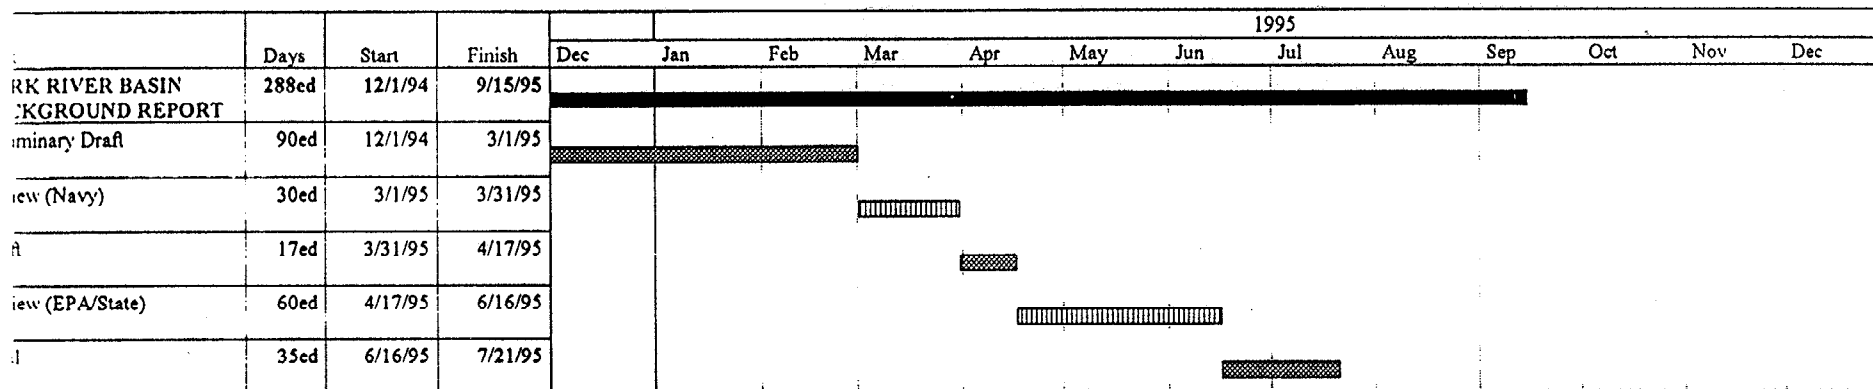 1995
Days Start Finish Dec Jan Feb Mar Apr May Jun Jul Aug Sep Oct Nov Dec
RK RIVER BASIN 288ed 12/1/94 9/15/95
KGROUND REPORT
minary Draft 90ed 12/1/94 3/1/95
iew (Navy) 30ed 3/1/95 3/31/95
ft 17ed 3/31/95 4/17/95
iew (EPA/State) 60ed 4/17/95 6/16/95
35ed 6/16/95 7/21/95